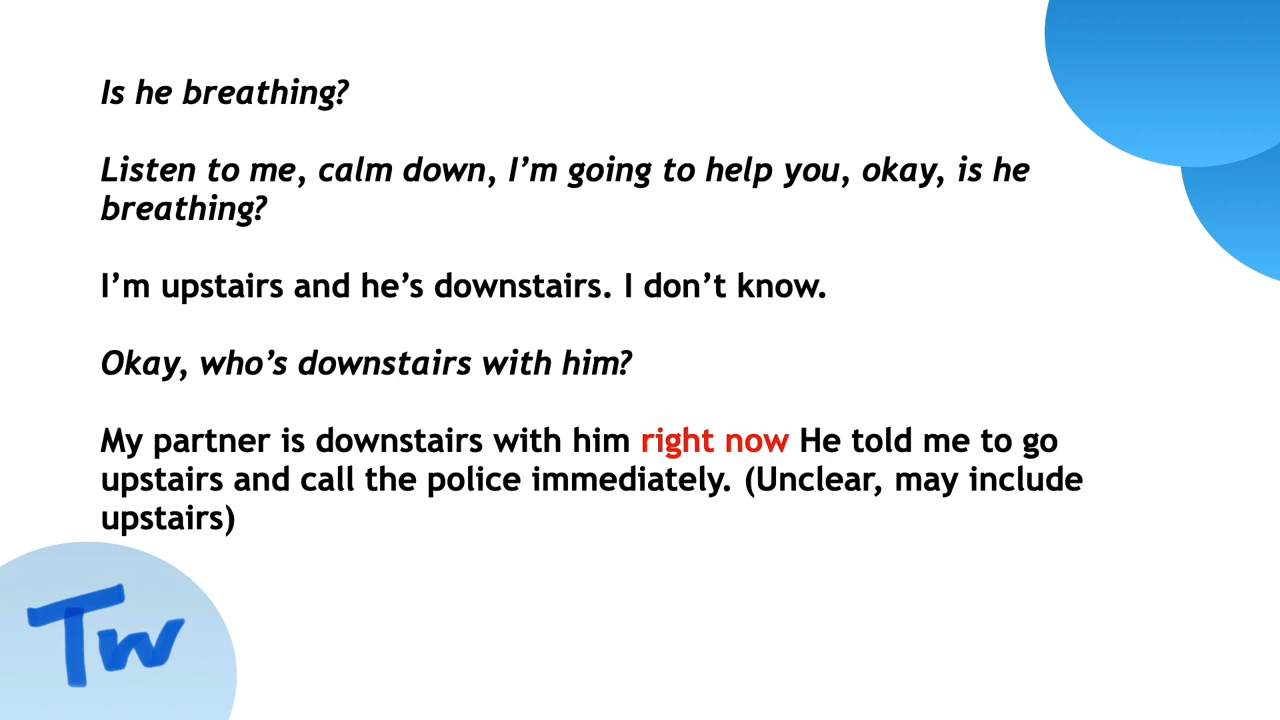 Is he breathing?
Listen to me, calm down, I’m going to help you, okay, is he
breathing?
I’m upstairs and he’s downstairs. I don’t know.
Okay, who’s downstairs with him?
My partner is downstairs with him right now He told me to go
upstairs and call the police immediately. (Unclear, may include
upstairs)
Tw